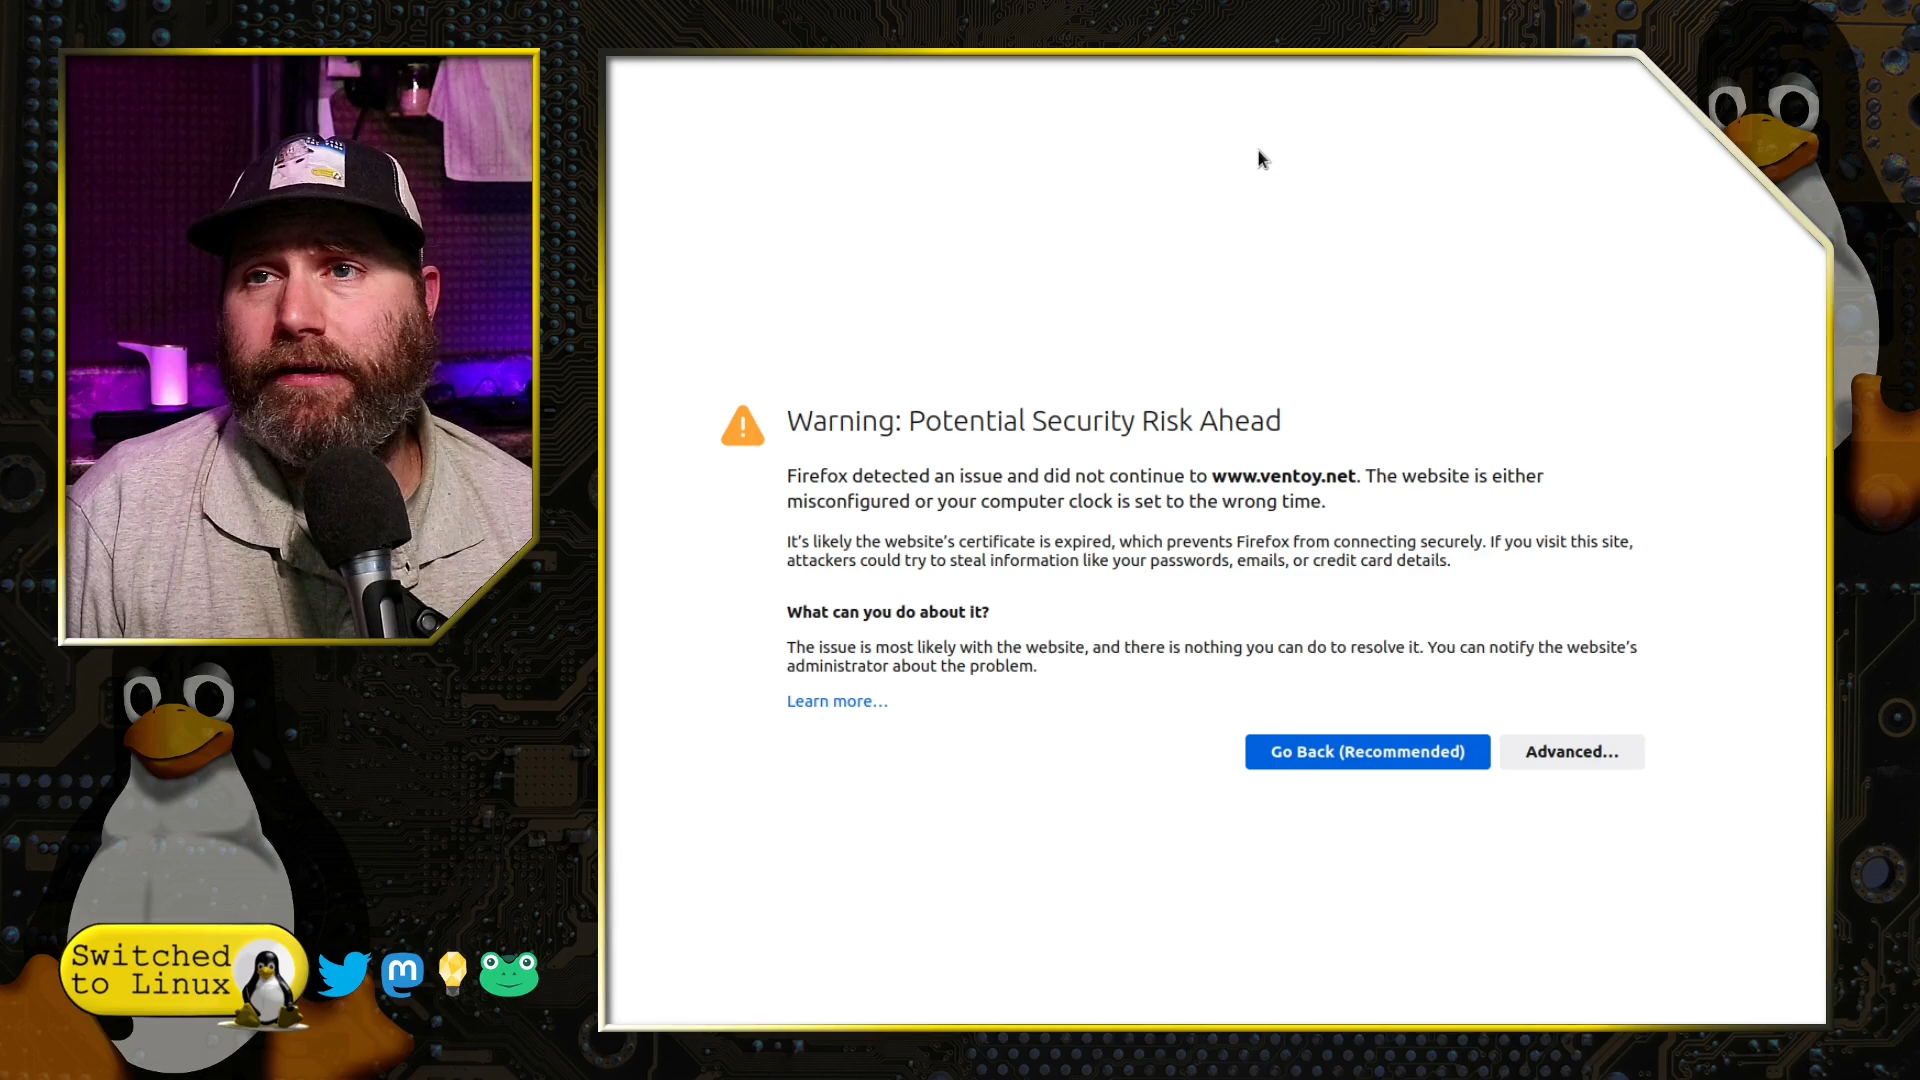 Warning: Potential Security Risk Ahead
Firefox detected an issue and did not continue to www.ventoy.net. The website is either
misconfigured or your computer clock is set to the wrong time.
It’s likely the website’s certificate is expired, which prevents Firefox from connecting securely. If you visit this site,
attackers could try to steal information like your passwords, emails, or credit card details.
What can you do about it?
The issue is most likely with the website, and there is nothing you can do to resolve it. You can notify the website’s
administrator about the problem.
Learn more…
Go Back (Recommended)
Advanced…
Switched
to Linux